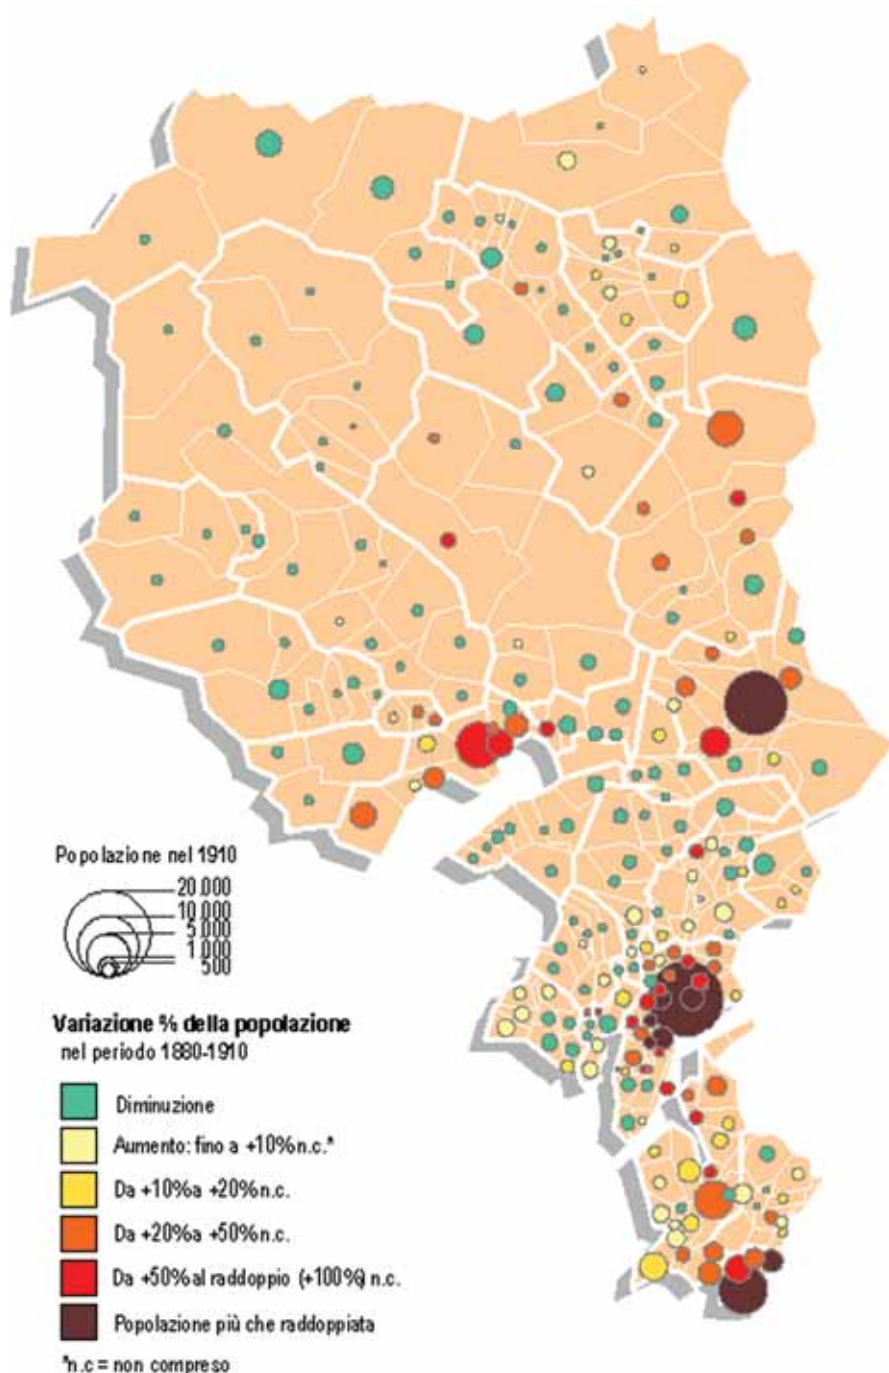 Popolazione nel 1910
20.000
10.000
5.000
1.000
500
Variazione % della popolazione
nel periodo 1880-1910
Diminuzione
Aumento: fino a +10% n.c.*
Da +10% a +20% n.c.
Da +20% a +50% n.c.
Da +50% al raddoppio (+100%) n.c.
Popolazione più che raddoppiata
*n.c = non compreso